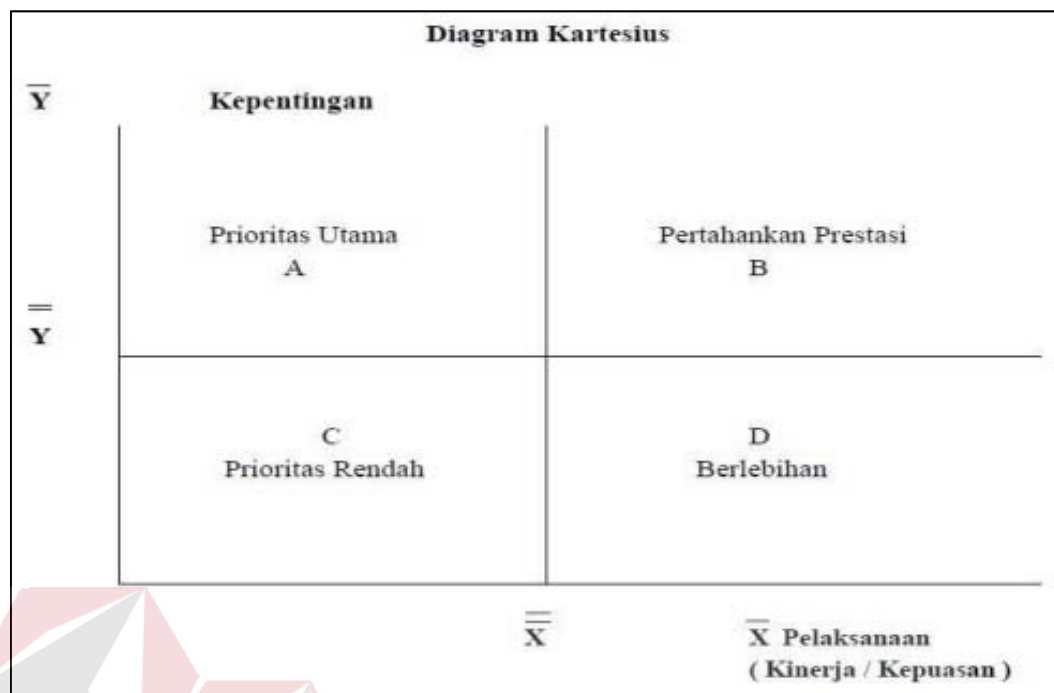 Diagram Kartesius
Y̅ Kepentingan
Prioritas Utama
A
Pertahankan Prestasi
B
Y̿
C
Prioritas Rendah
D
Berlebihan
X̿
X̅ Pelaksanaan
( Kinerja / Kepuasan )